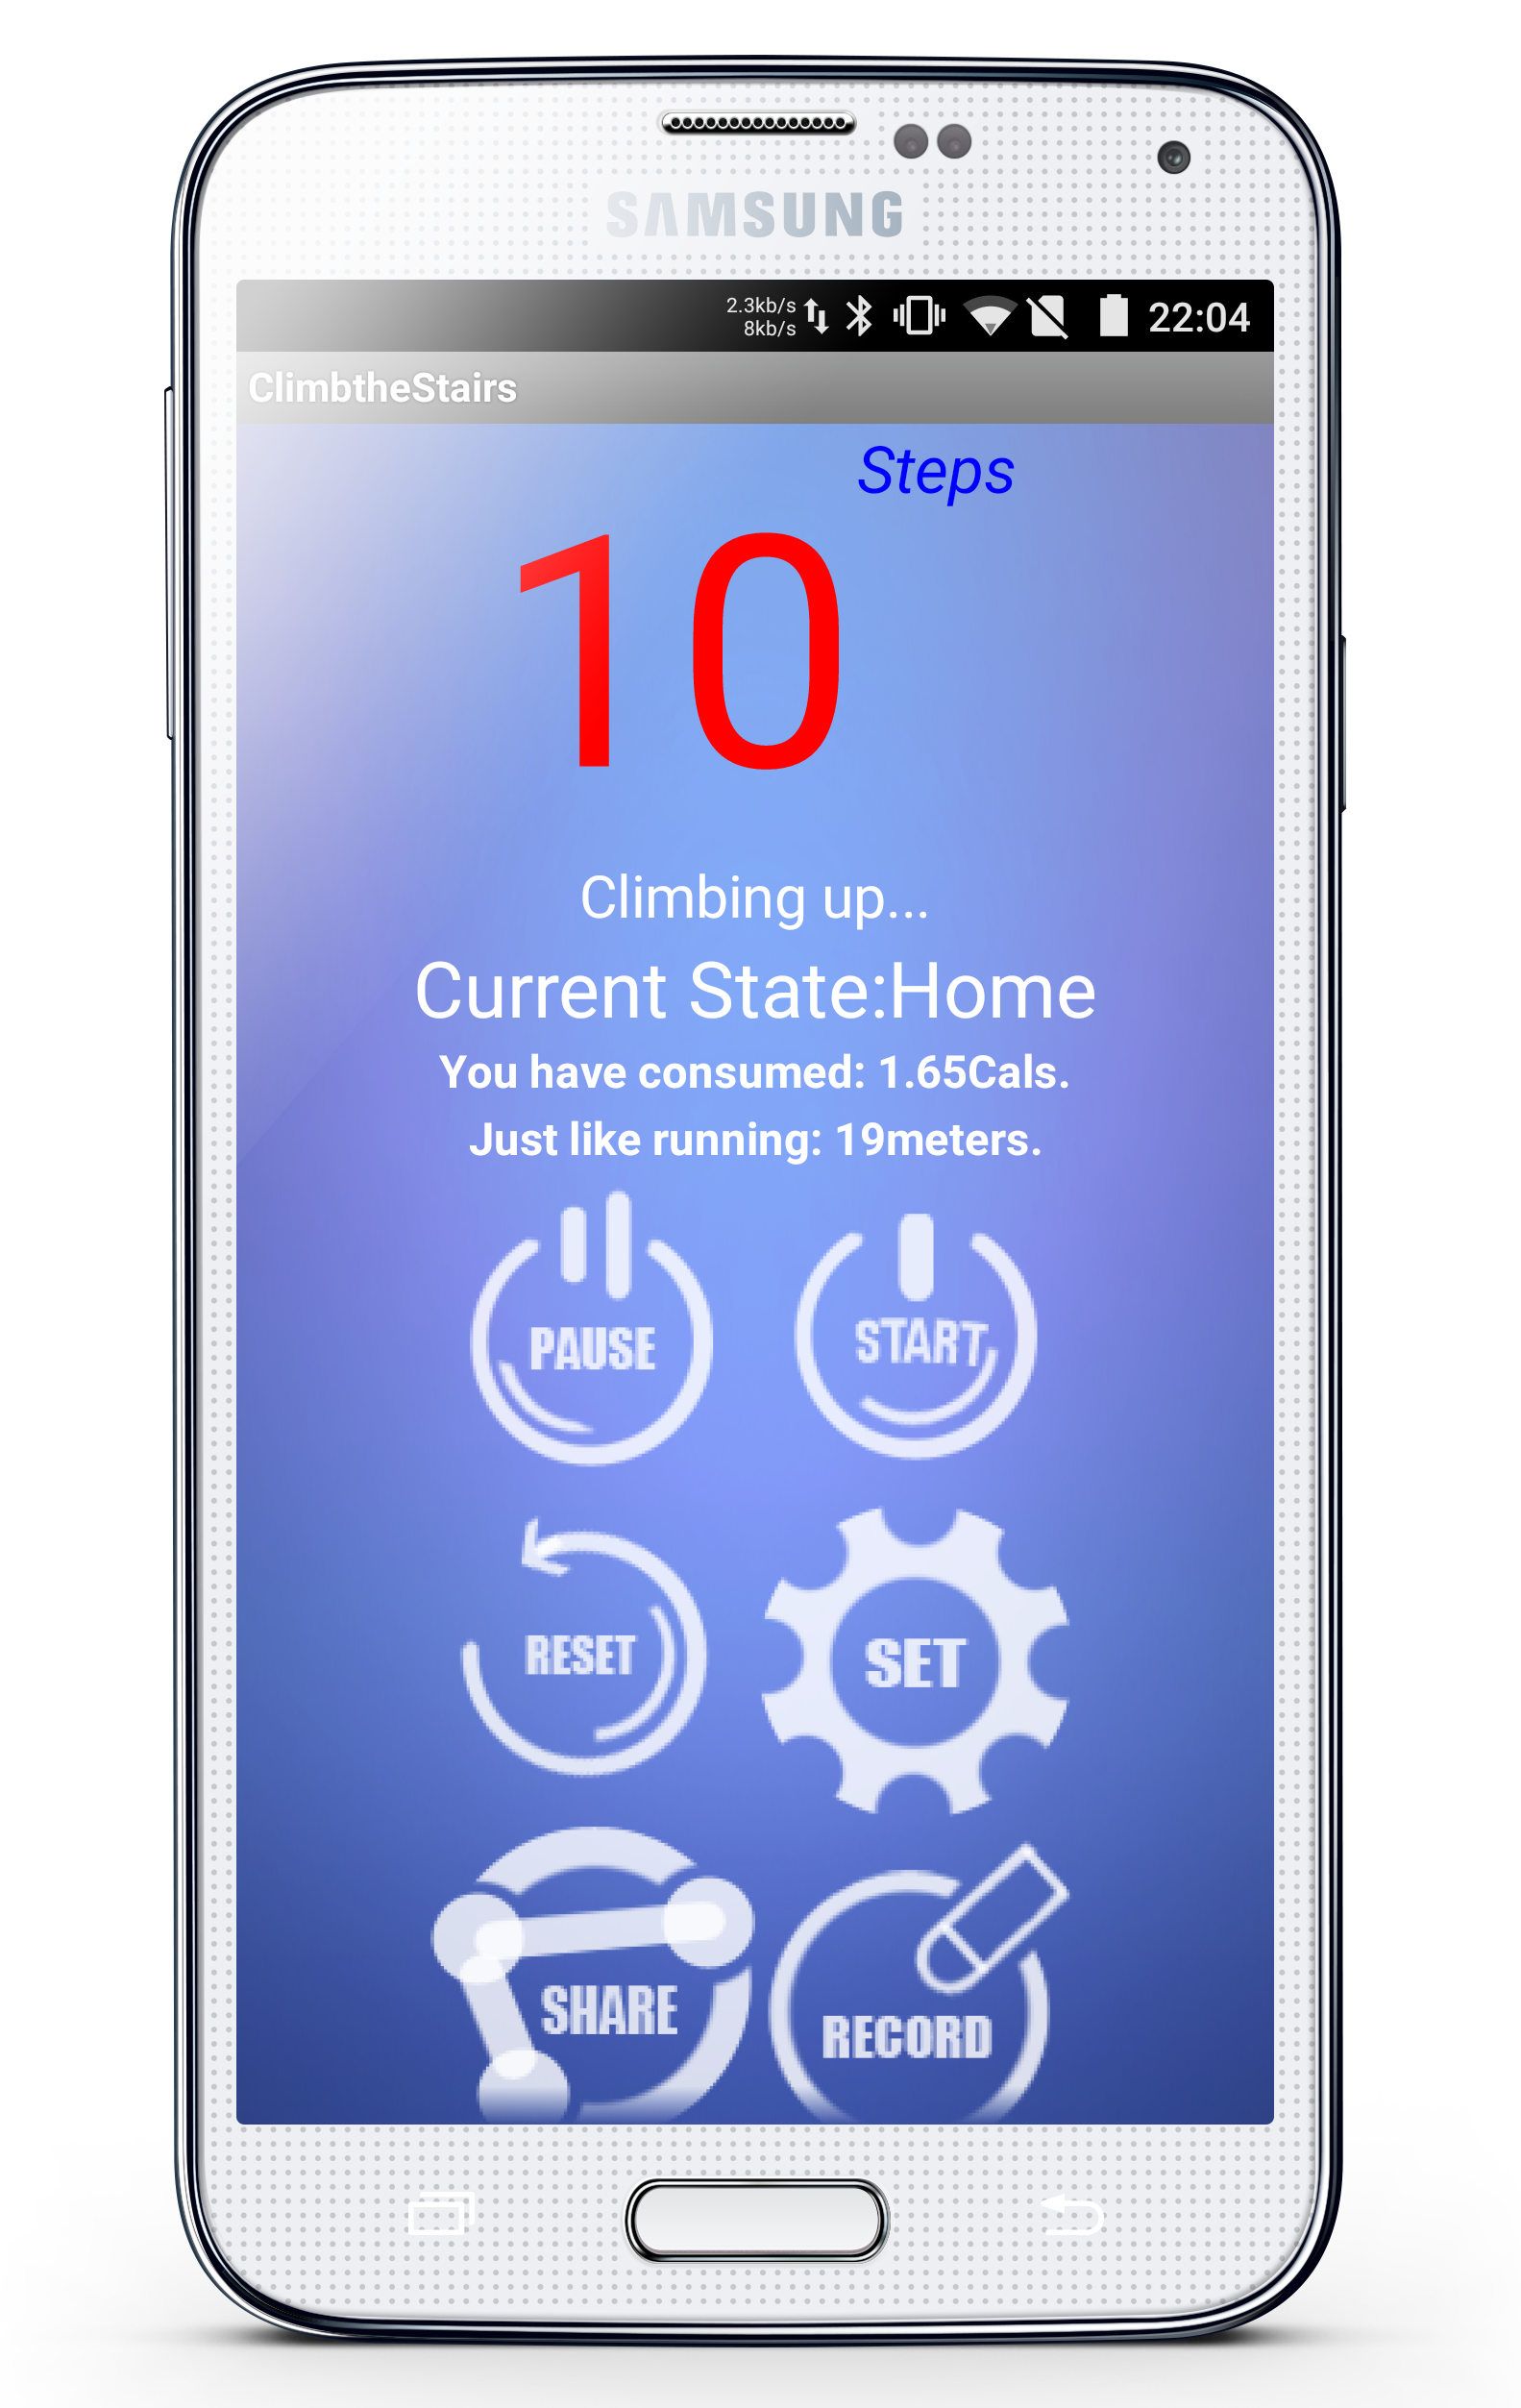 SAMSUNG
2.3kb/s
8kb/s
22:04
ClimbtheStairs
Steps
10
Climbing up...
Current State:Home
You have consumed: 1.65Cals.
Just like running: 19meters.
PAUSE
START
RESET
SET
SHARE
RECORD